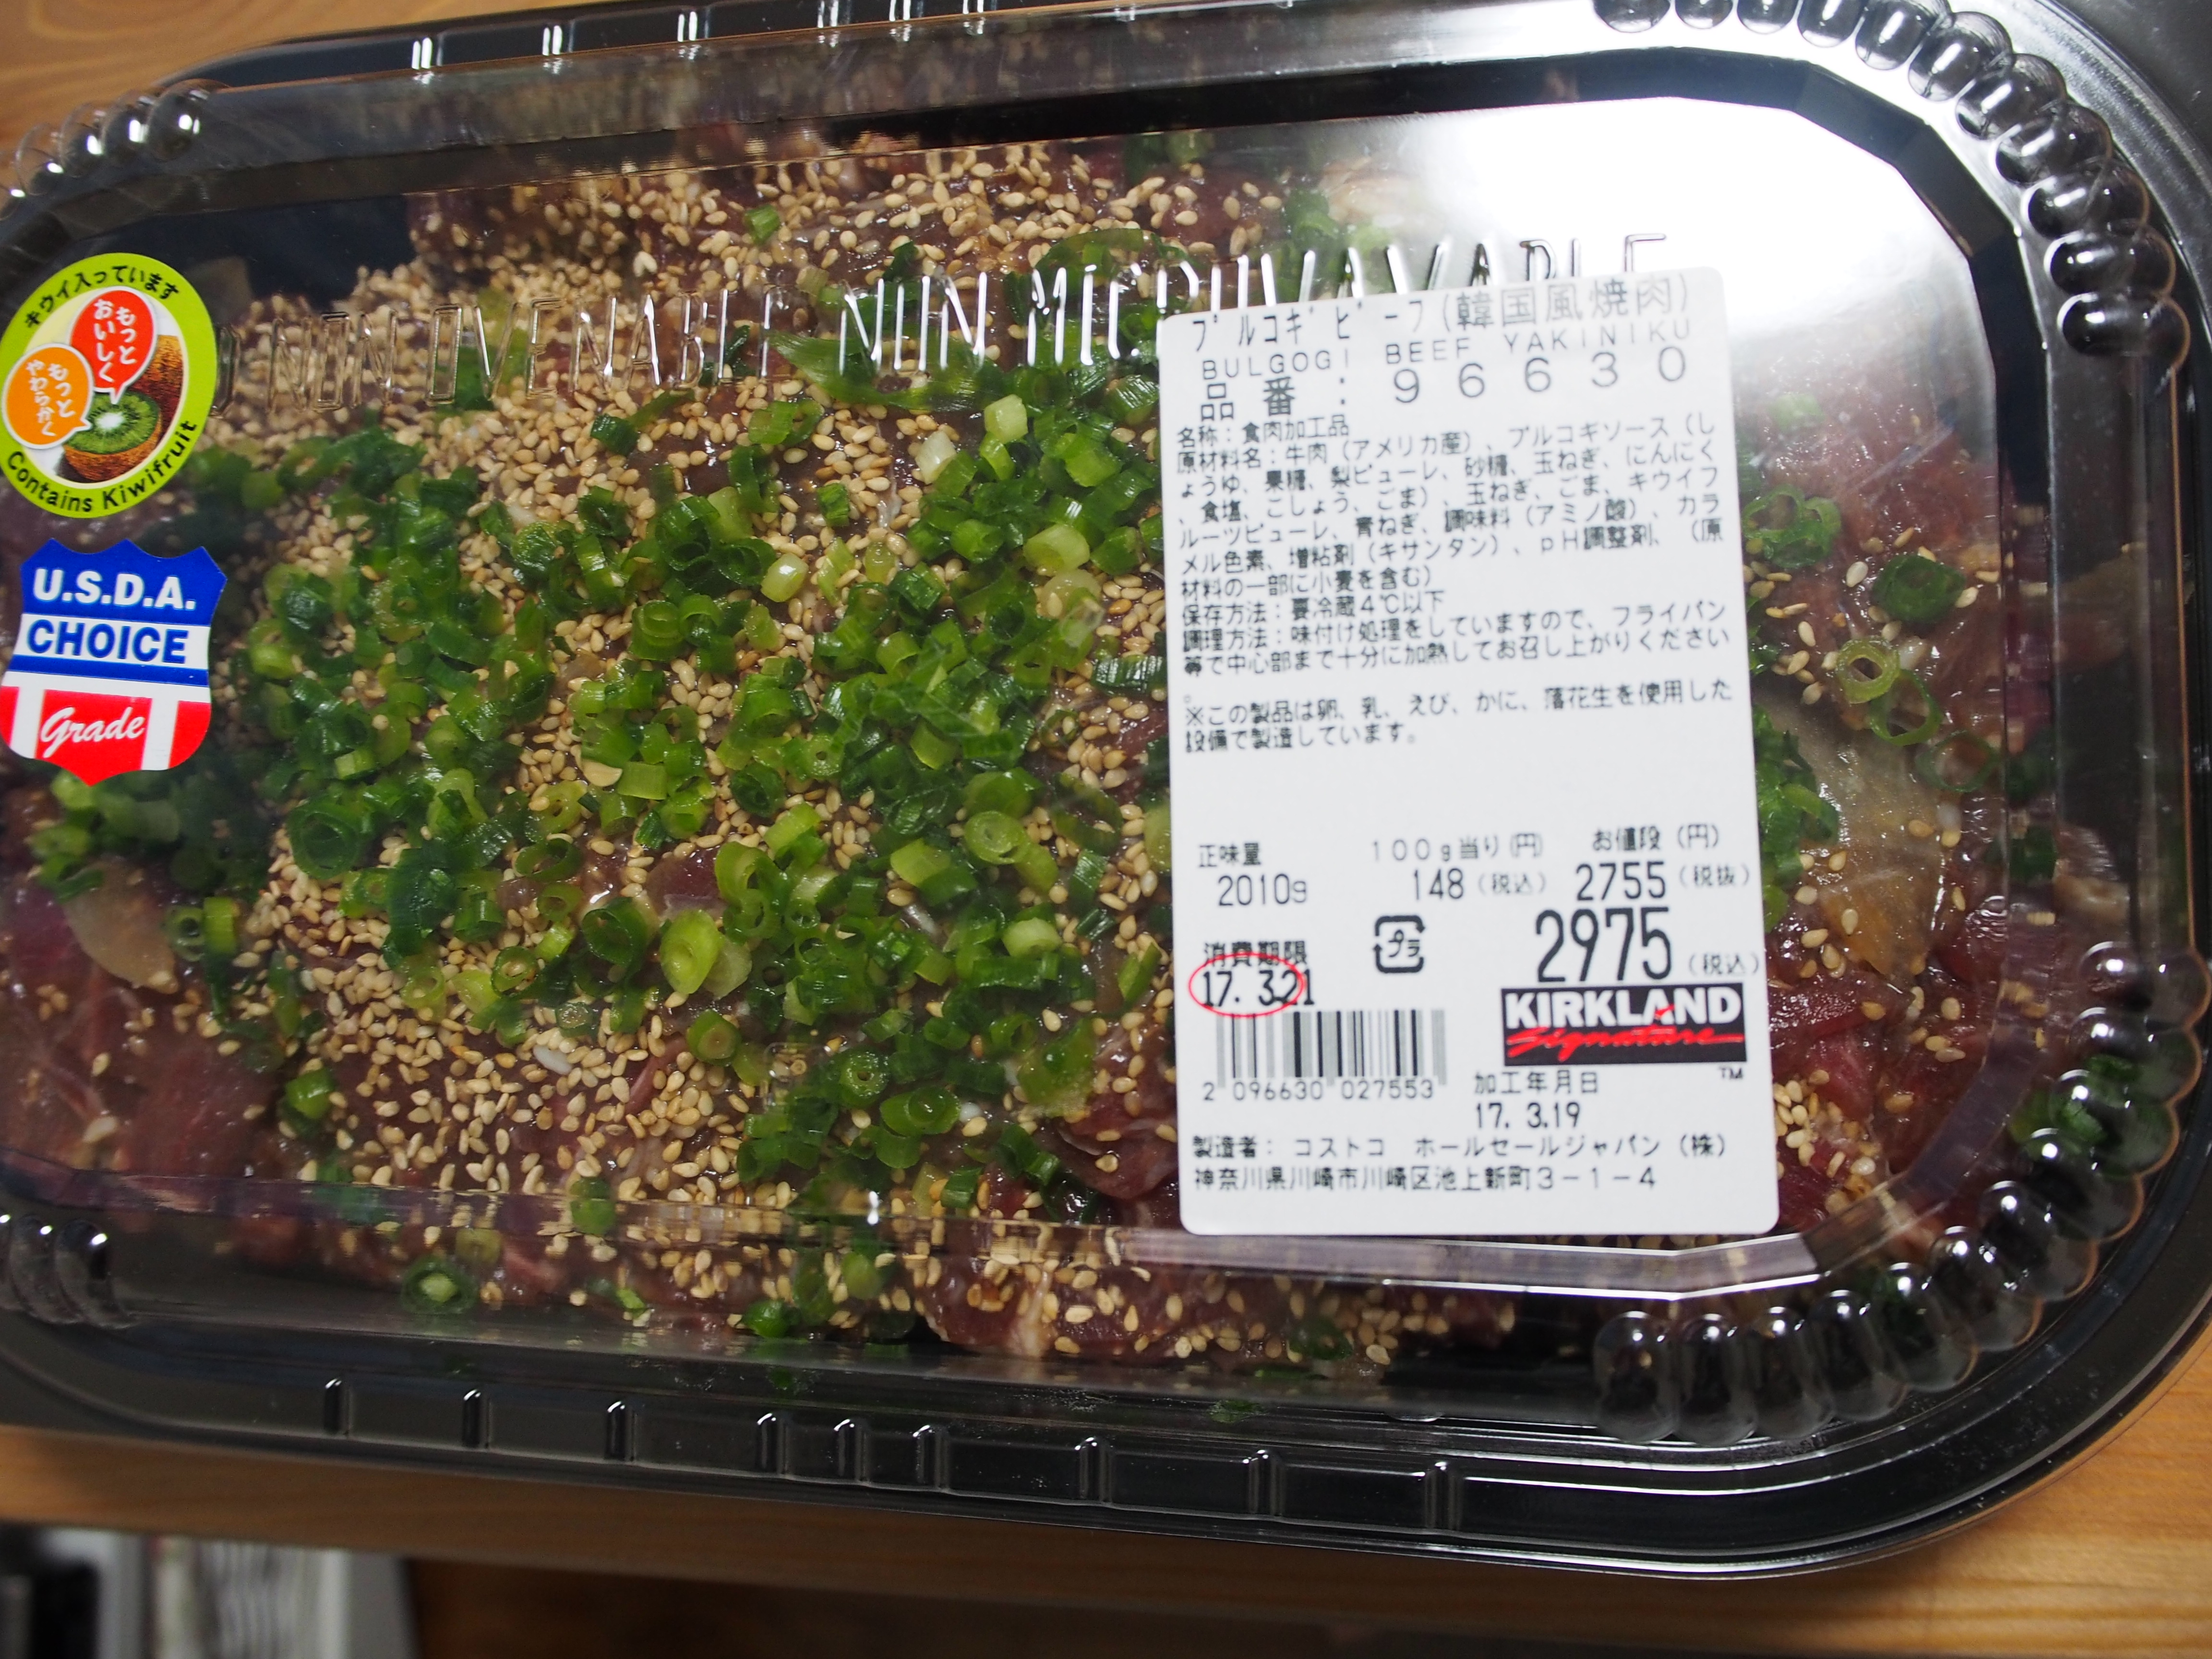 キウイ入っています
もっと
おいしく
もっと
やわらかく
Contains Kiwifruit
U.S.D.A.
CHOICE
Grade
NON OVENABLE NON MICROWAVABLE
プルコギビーフ(韓国風焼肉)
BULGOGI BEEF YAKINIKU
品番:96630
名称:食肉加工品
原材料名:牛肉(アメリカ産)、プルコギソース(し
ょうゆ、果糖、梨ピューレ、砂糖、玉ねぎ、にんにく
、食塩、こしょう、ごま)、玉ねぎ、ごま、キウイフ
ルーツピューレ、青ねぎ、調味料(アミノ酸)、カラ
メル色素、増粘剤(キサンタン)、pH調整剤、(原
材料の一部に小麦を含む)
保存方法:要冷蔵4℃以下
調理方法:味付け処理をしていますので、フライパン
等で中心部まで十分に加熱してお召し上がりください
。
※この製品は卵、乳、えび、かに、落花生を使用した
設備で製造しています。
正味量 100g当り(円) お値段(円)
2010g 148(税込) 2755(税抜)
プラ 2975(税込)
消費期限
17. 3.21
KIRKLAND
Signature™
2 096630 027553
加工年月日
17. 3.19
製造者: コストコ ホールセールジャパン(株)
神奈川県川崎市川崎区池上新町3-1-4